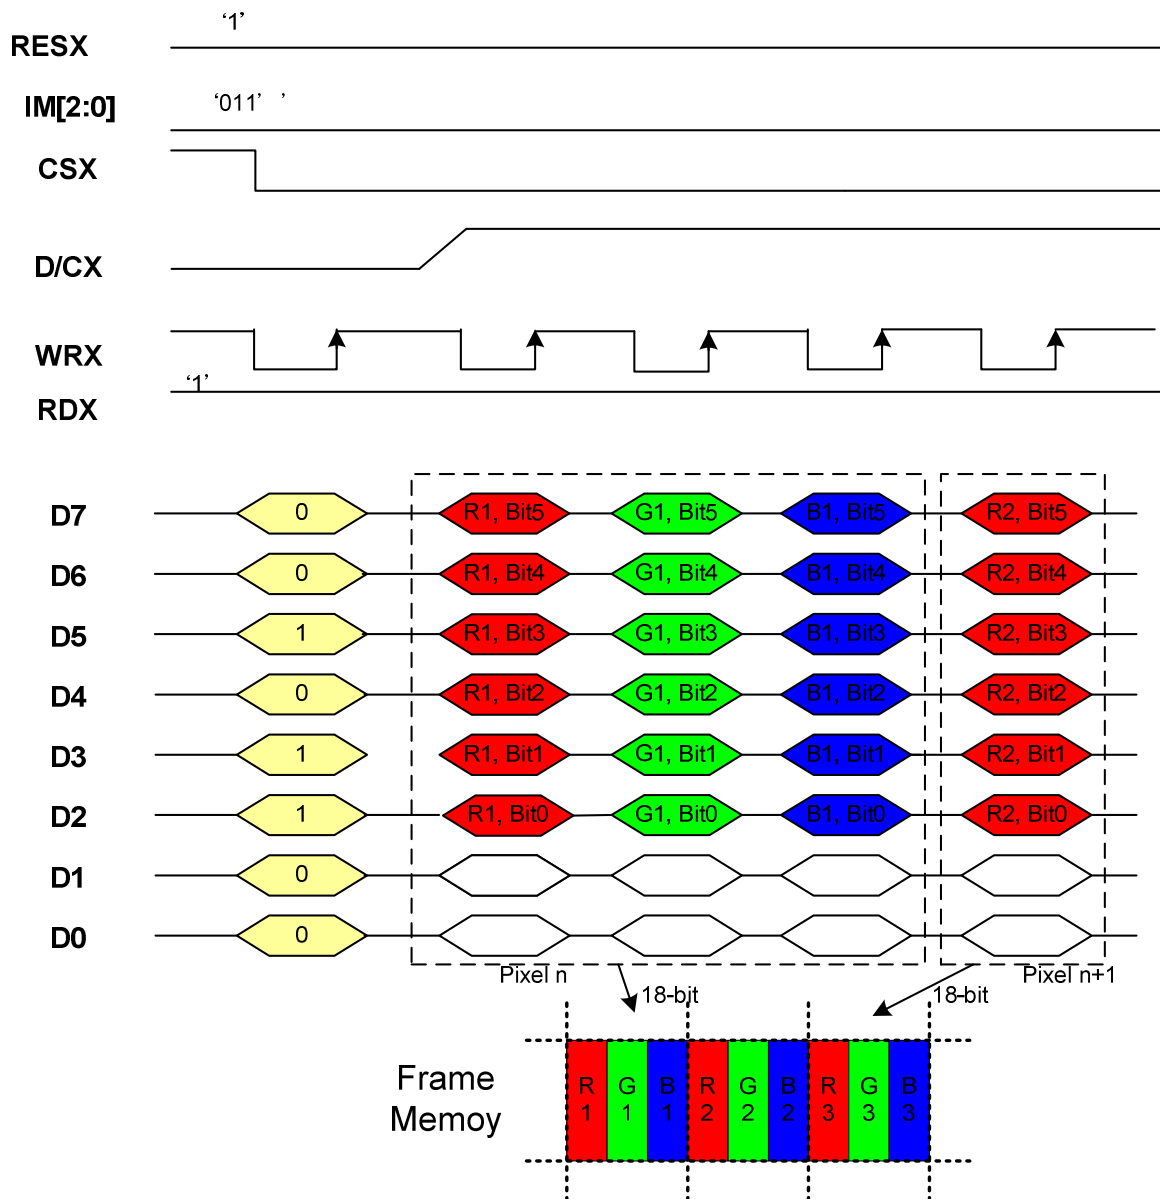 RESX ‘1’
IM[2:0] ‘011’ ’
CSX
D/CX
WRX
RDX ‘1’
D7 0 R1, Bit5 G1, Bit5 B1, Bit5 R2, Bit5
D6 0 R1, Bit4 G1, Bit4 B1, Bit4 R2, Bit4
D5 1 R1, Bit3 G1, Bit3 B1, Bit3 R2, Bit3
D4 0 R1, Bit2 G1, Bit2 B1, Bit2 R2, Bit2
D3 1 R1, Bit1 G1, Bit1 B1, Bit1 R2, Bit1
D2 1 R1, Bit0 G1, Bit0 B1, Bit0 R2, Bit0
D1 0
D0 0
Pixel n Pixel n+1
18-bit 18-bit
Frame
Memoy
R G B R G B R G B
1 1 1 2 2 2 3 3 3